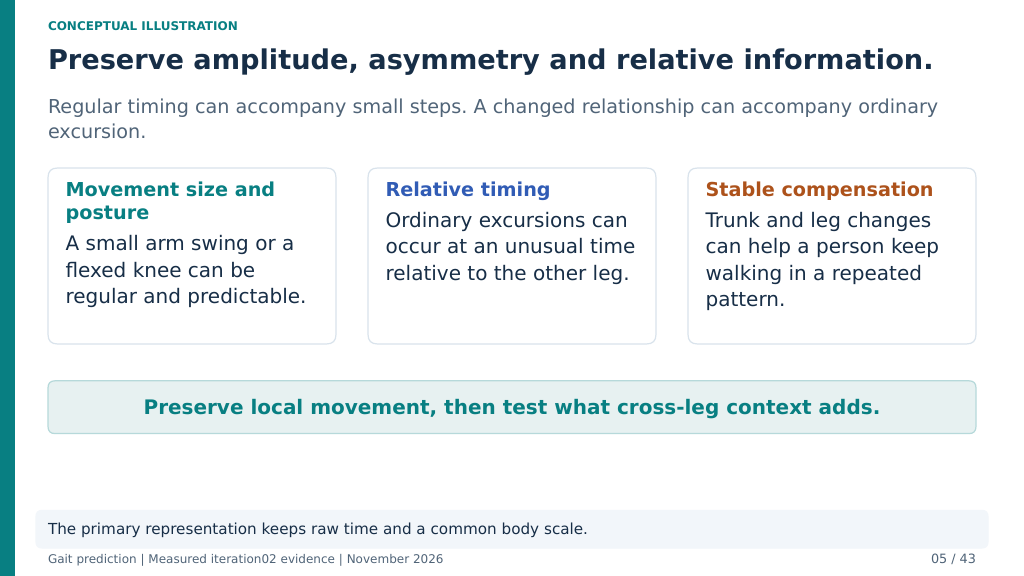 CONCEPTUAL ILLUSTRATION
Preserve amplitude, asymmetry and relative information.
Regular timing can accompany small steps. A changed relationship can accompany ordinary
excursion.
Movement size and
posture
A small arm swing or a
flexed knee can be
regular and predictable.
Relative timing
Ordinary excursions can
occur at an unusual time
relative to the other leg.
Stable compensation
Trunk and leg changes
can help a person keep
walking in a repeated
pattern.
Preserve local movement, then test what cross-leg context adds.
The primary representation keeps raw time and a common body scale.
Gait prediction | Measured iteration02 evidence | November 2026
05 / 43